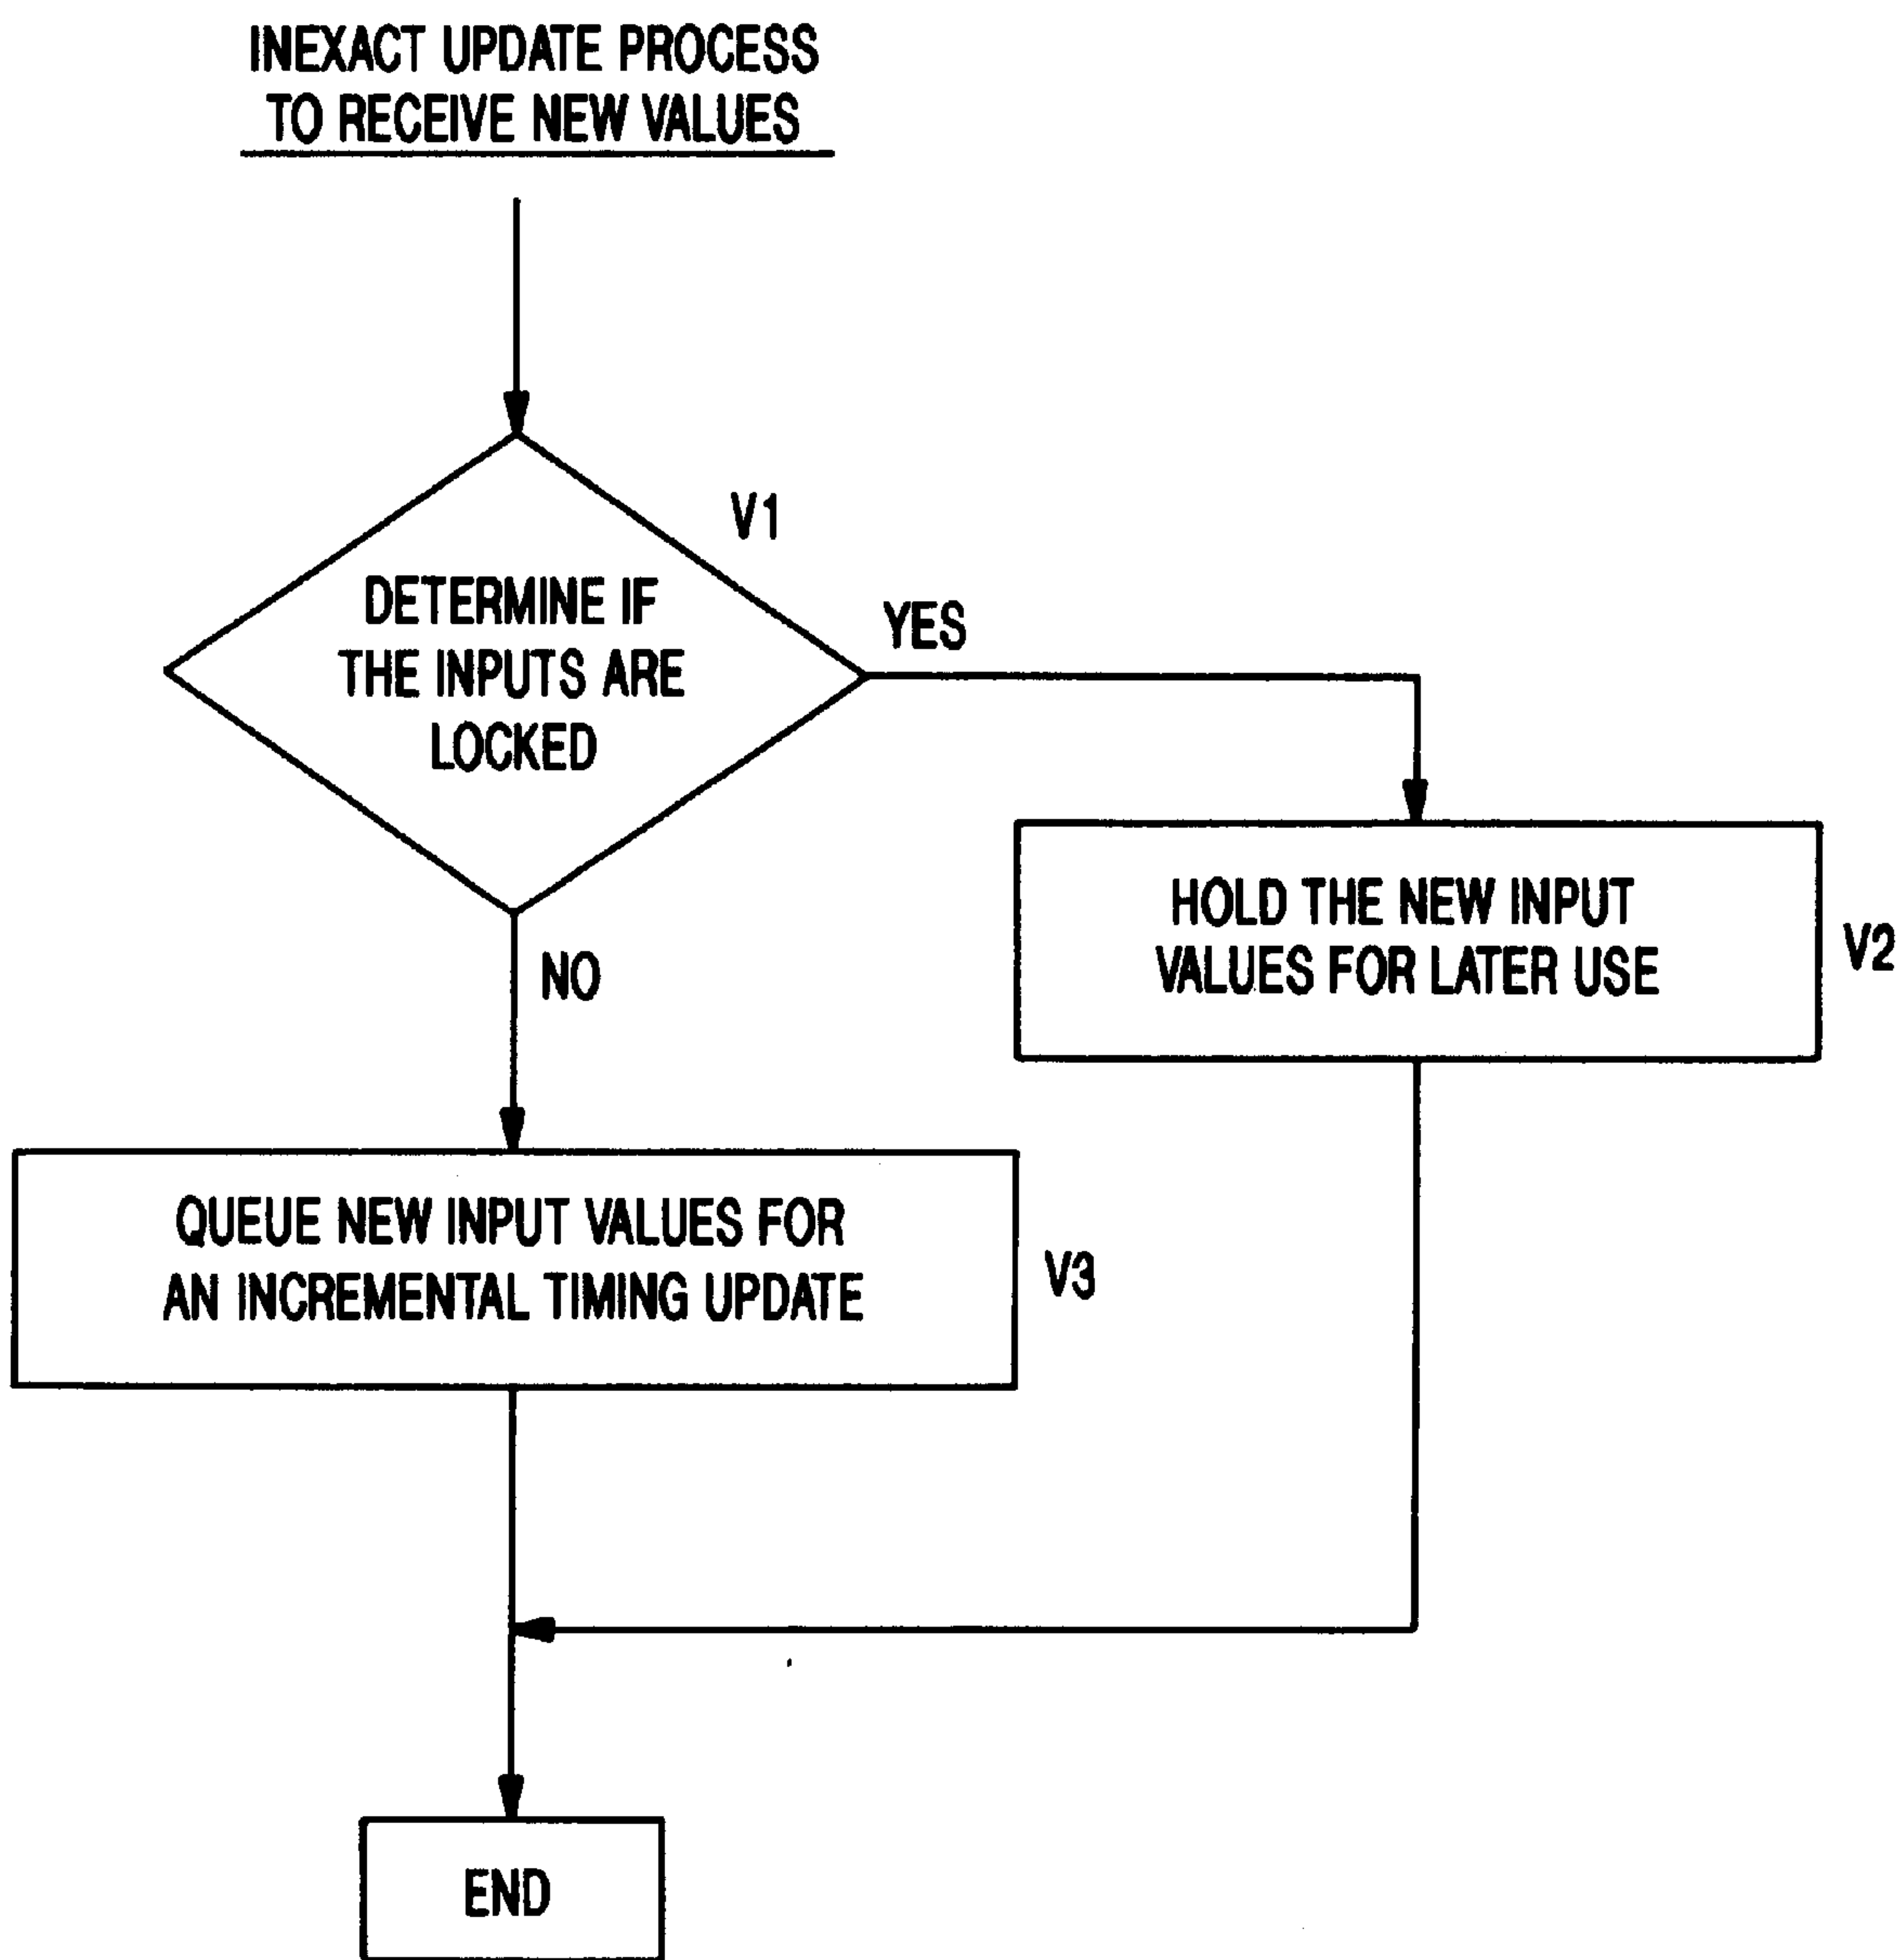 INEXACT UPDATE PROCESS
TO RECEIVE NEW VALUES
V1
DETERMINE IF
THE INPUTS ARE
LOCKED
YES
HOLD THE NEW INPUT
VALUES FOR LATER USE
V2
NO
QUEUE NEW INPUT VALUES FOR
AN INCREMENTAL TIMING UPDATE
V3
END